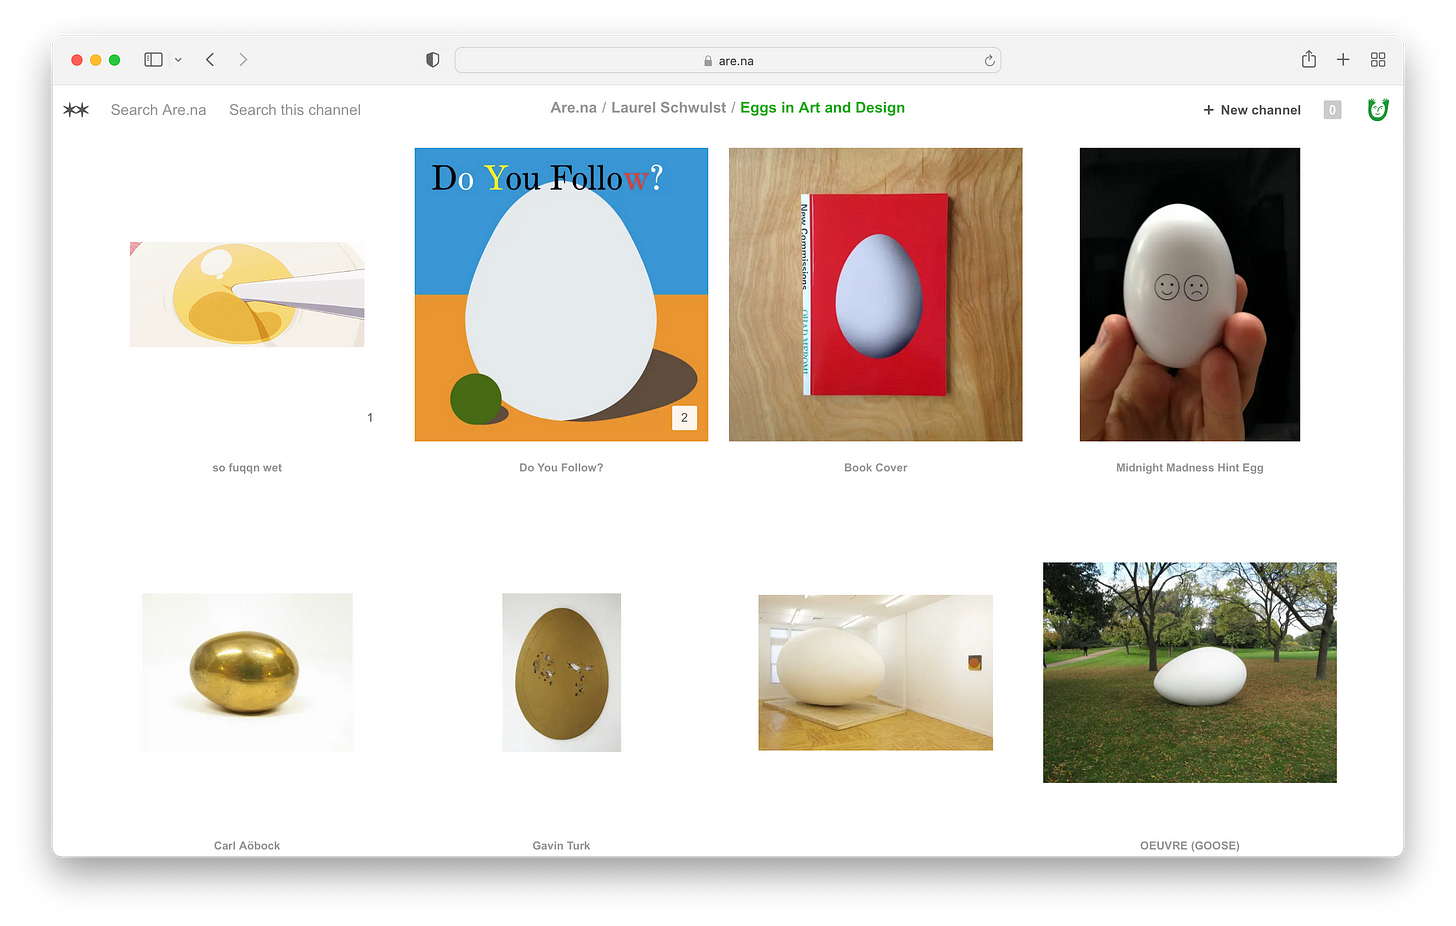 are.na
Search Are.na
Search this channel
Are.na / Laurel Schwulst / Eggs in Art and Design
+ New channel
0
Do You Follow?
New Commissions
1
2
so fuqqn wet
Do You Follow?
Book Cover
Midnight Madness Hint Egg
Carl Aöbock
Gavin Turk
OEUVRE (GOOSE)